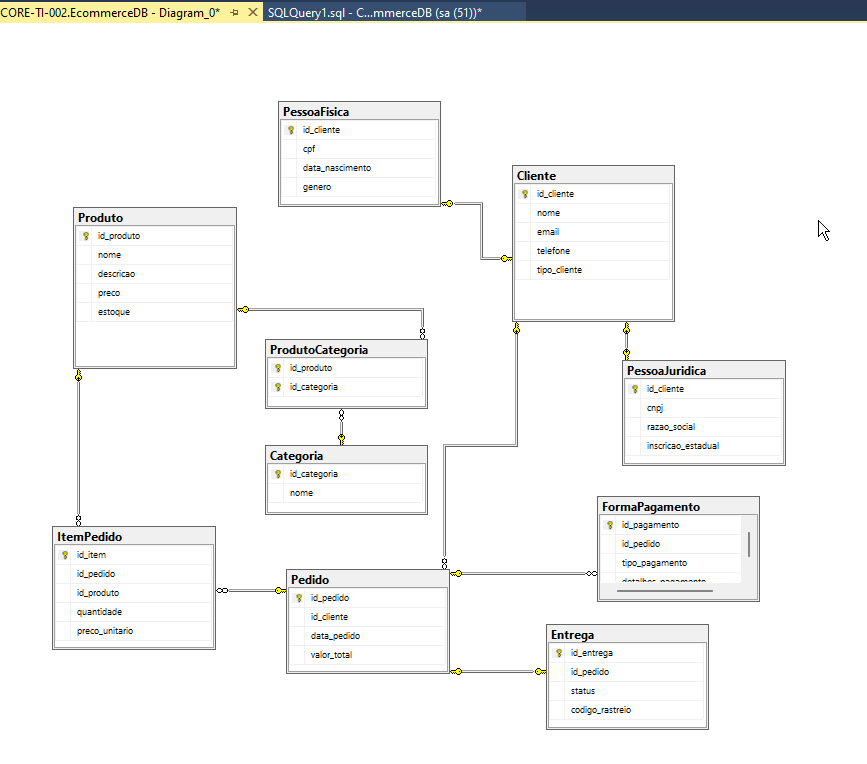 CORE-TI-002.EcommerceDB - Diagram_0*
SQLQuery1.sql - C...mmerceDB (sa (51))*
PessoaFisica
id_cliente
cpf
data_nascimento
genero
Cliente
id_cliente
nome
email
telefone
tipo_cliente
Produto
id_produto
nome
descricao
preco
estoque
ProdutoCategoria
id_produto
id_categoria
PessoaJuridica
id_cliente
cnpj
razao_social
inscricao_estadual
Categoria
id_categoria
nome
FormaPagamento
id_pagamento
id_pedido
tipo_pagamento
detalhes_pagamento
ItemPedido
id_item
id_pedido
id_produto
quantidade
preco_unitario
Pedido
id_pedido
id_cliente
data_pedido
valor_total
Entrega
id_entrega
id_pedido
status
codigo_rastreio